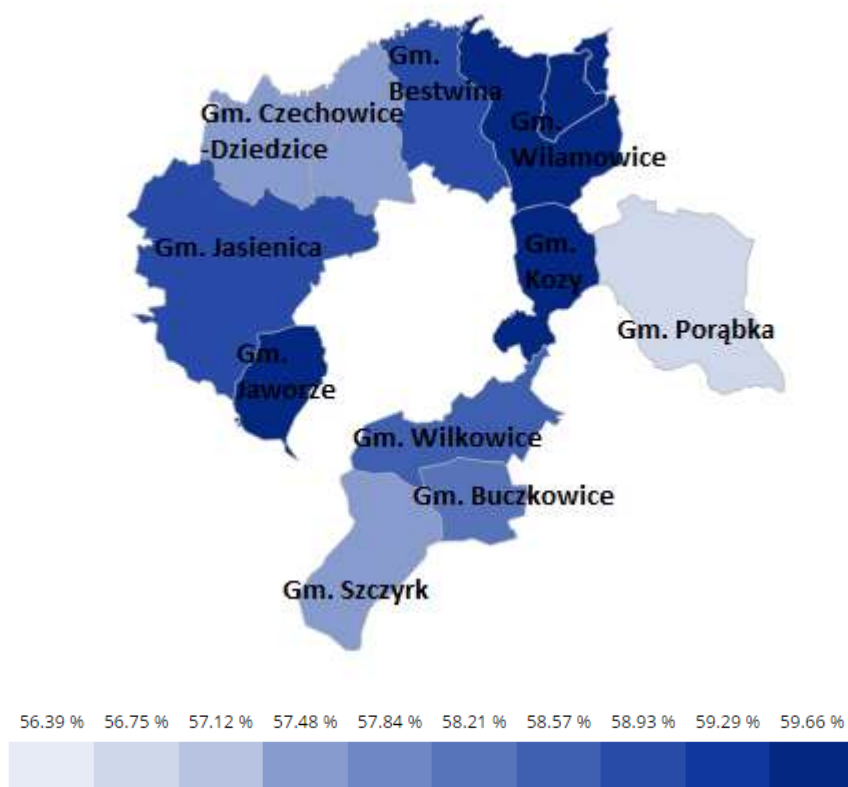 Gm.
Bestwina
Gm. Czechowice
-Dziedzice
Gm.
Wilamowice
Gm. Jasienica
Gm.
Kozy
Gm. Porąbka
Gm.
Jaworze
Gm. Wilkowice
Gm. Buczkowice
Gm. Szczyrk
56.39 % 56.75 % 57.12 % 57.48 % 57.84 % 58.21 % 58.57 % 58.93 % 59.29 % 59.66 %